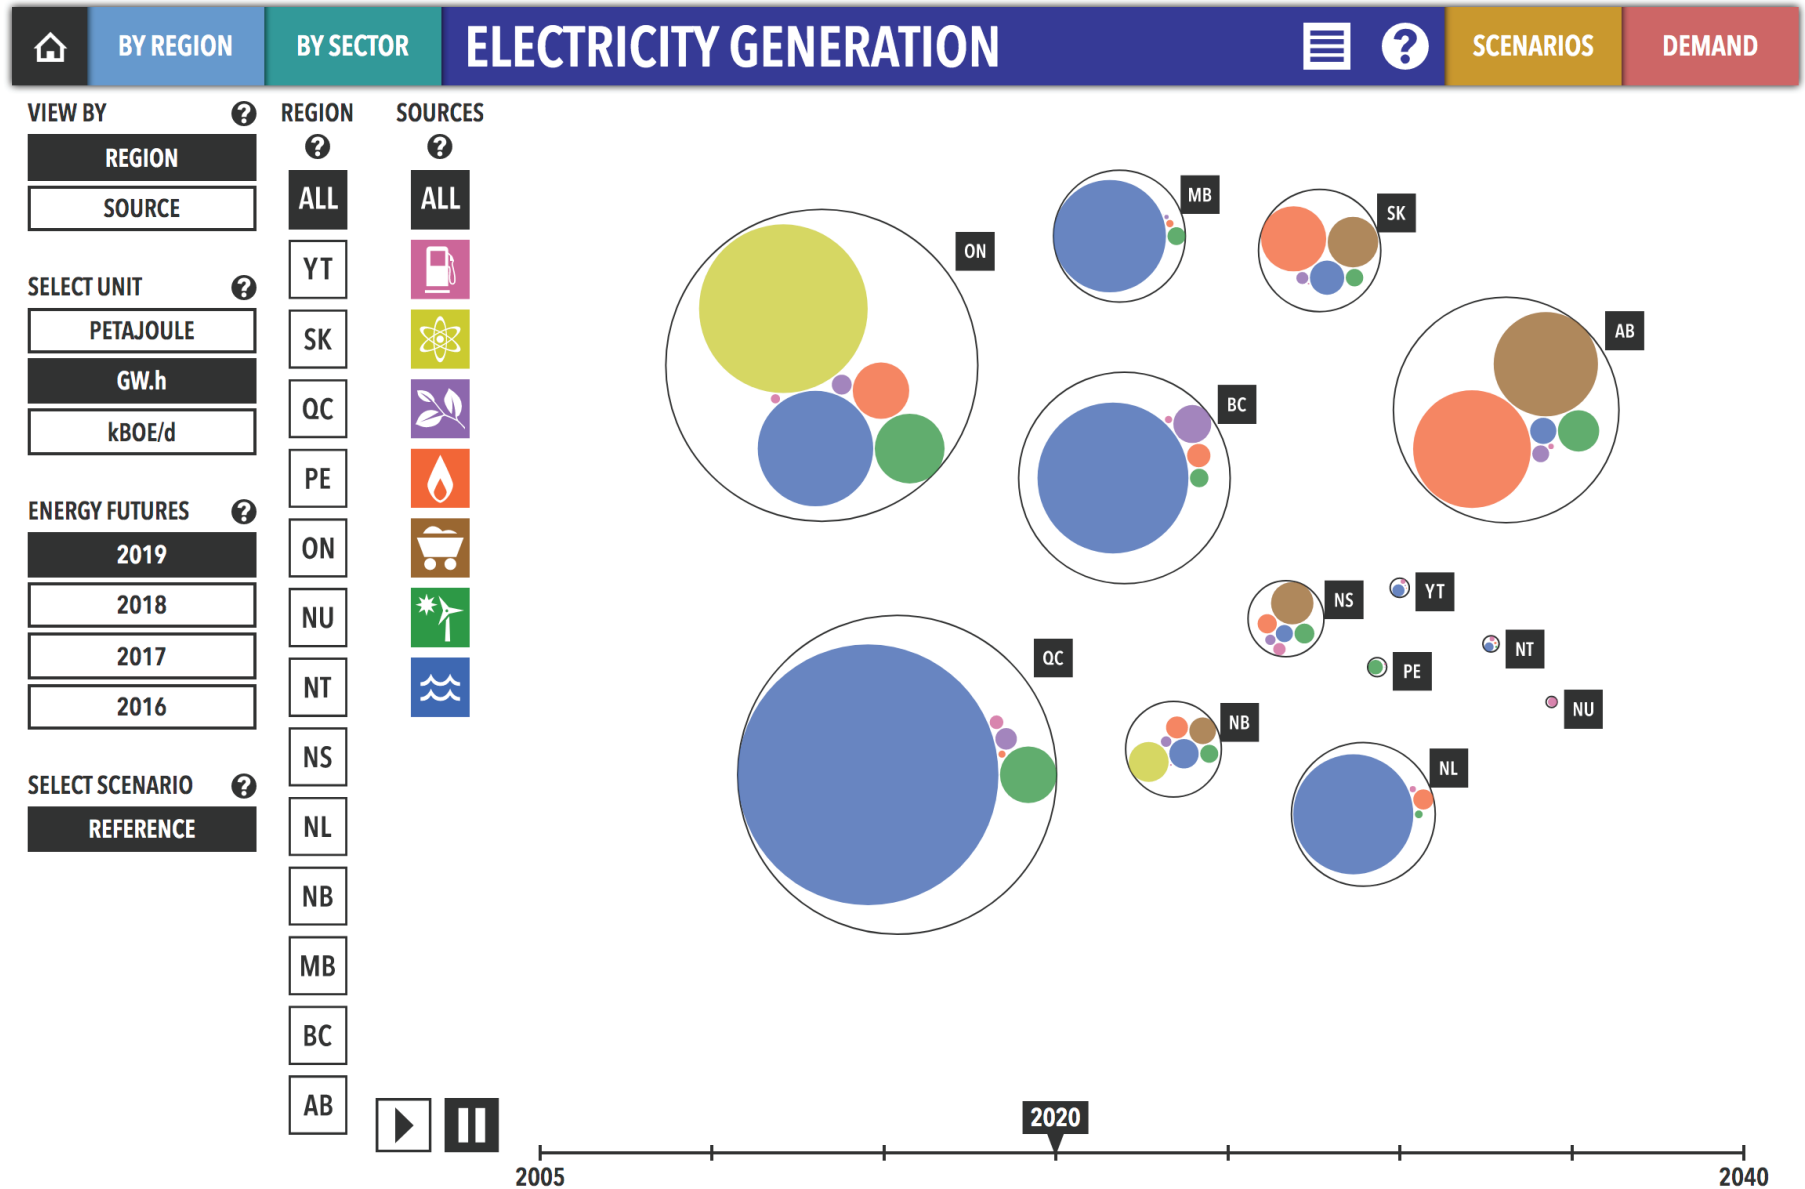 BY REGION
BY SECTOR
ELECTRICITY GENERATION
?
SCENARIOS
DEMAND
VIEW BY ?
REGION
SOURCE
SELECT UNIT ?
PETAJOULE
GW.h
kBOE/d
ENERGY FUTURES ?
2019
2018
2017
2016
SELECT SCENARIO ?
REFERENCE
REGION
?
ALL
YT
SK
QC
PE
ON
NU
NT
NS
NL
NB
MB
BC
AB
SOURCES
?
ALL
ON
MB
SK
AB
BC
QC
NS
YT
NT
PE
NU
NB
NL
2020
2005
2040